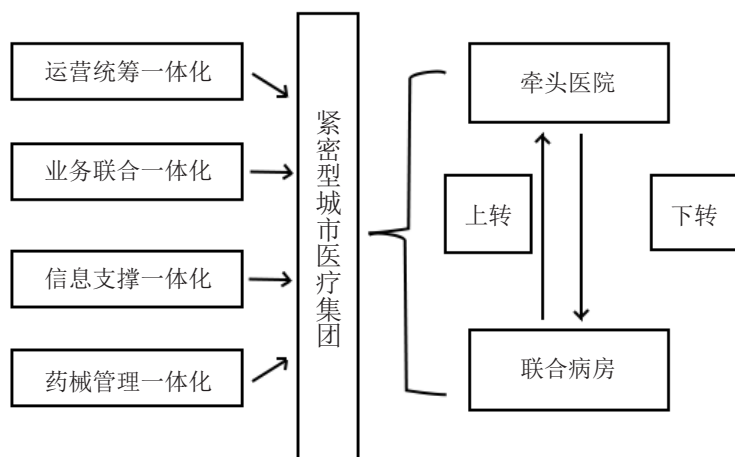 运营统筹一体化
业务联合一体化
信息支撑一体化
药械管理一体化
紧密型城市医疗集团
牵头医院
上转
下转
联合病房